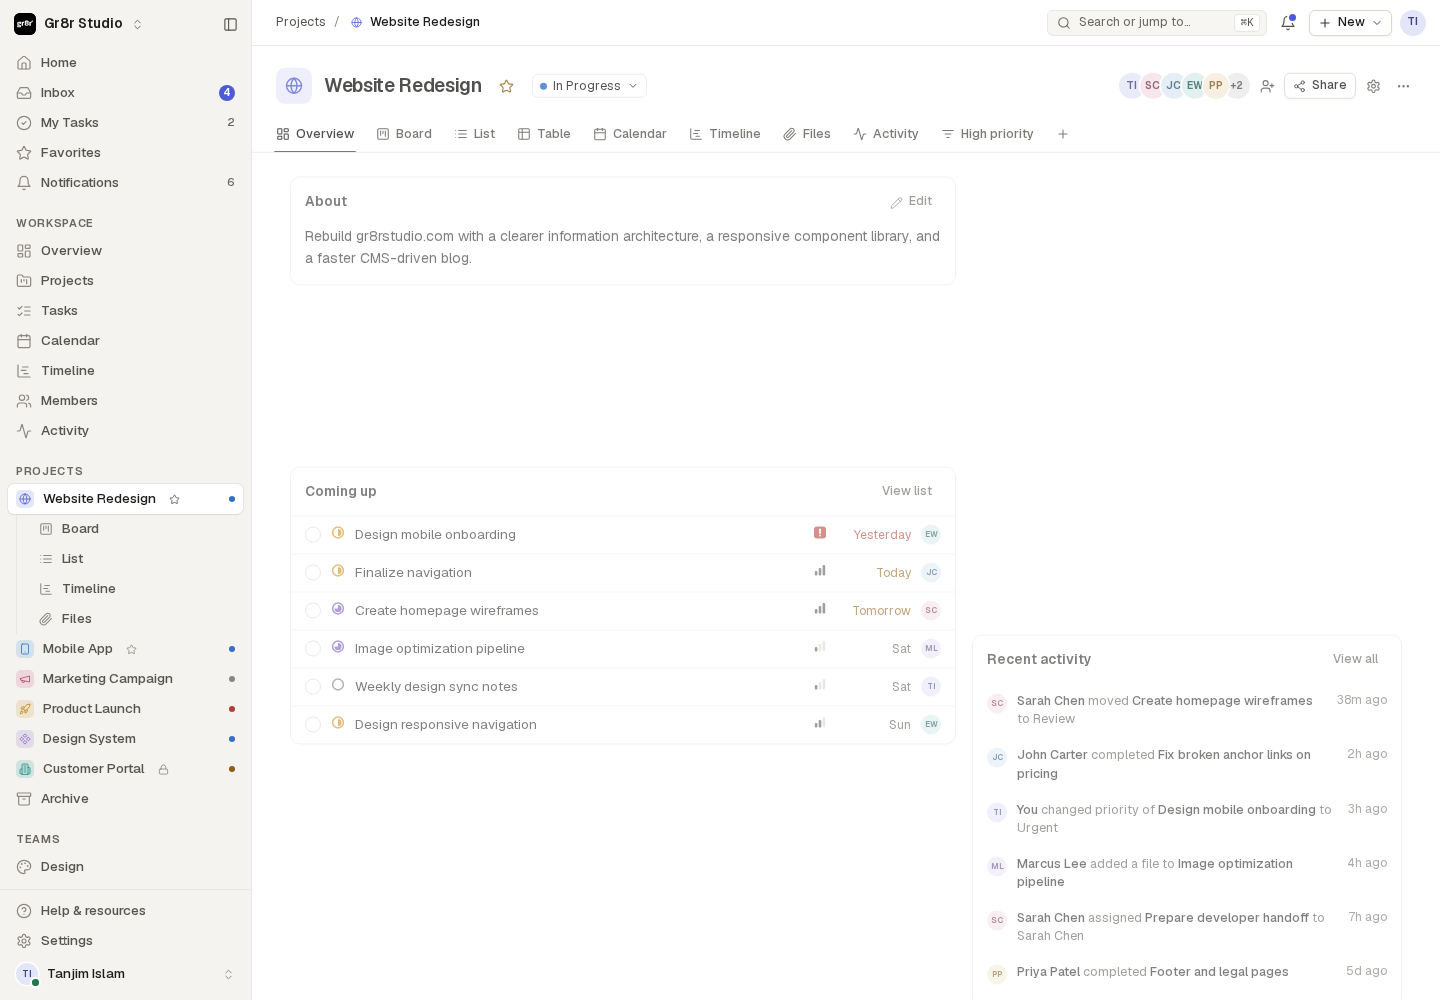 gr8r Gr8r Studio
Home
Inbox 4
My Tasks 2
Favorites
Notifications 6
WORKSPACE
Overview
Projects
Tasks
Calendar
Timeline
Members
Activity
PROJECTS
Website Redesign
Board
List
Timeline
Files
Mobile App
Marketing Campaign
Product Launch
Design System
Customer Portal
Archive
TEAMS
Design
Help & resources
Settings
TI Tanjim Islam
Projects / Website Redesign
Search or jump to... ⌘K
New
TI
Website Redesign
In Progress
TI SC JC EW PP +2
Share
Overview Board List Table Calendar Timeline Files Activity High priority
About
Edit
Rebuild gr8rstudio.com with a clearer information architecture, a responsive component library, and
a faster CMS-driven blog.
Coming up
View list
Design mobile onboarding Yesterday EW
Finalize navigation Today JC
Create homepage wireframes Tomorrow SC
Image optimization pipeline Sat ML
Weekly design sync notes Sat TI
Design responsive navigation Sun EW
Recent activity
View all
SC Sarah Chen moved Create homepage wireframes 38m ago
to Review
JC John Carter completed Fix broken anchor links on 2h ago
pricing
TI You changed priority of Design mobile onboarding to 3h ago
Urgent
ML Marcus Lee added a file to Image optimization 4h ago
pipeline
SC Sarah Chen assigned Prepare developer handoff to 7h ago
Sarah Chen
PP Priya Patel completed Footer and legal pages 5d ago